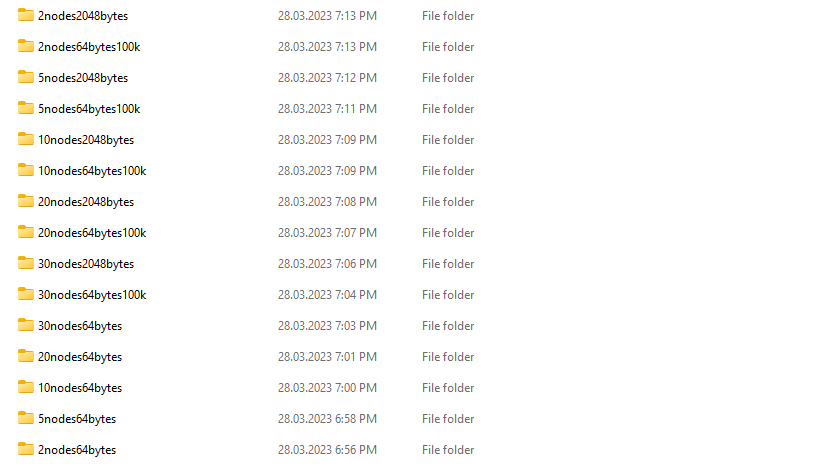 2nodes2048bytes 28.03.2023 7:13 PM File folder
2nodes64bytes100k 28.03.2023 7:13 PM File folder
5nodes2048bytes 28.03.2023 7:12 PM File folder
5nodes64bytes100k 28.03.2023 7:11 PM File folder
10nodes2048bytes 28.03.2023 7:09 PM File folder
10nodes64bytes100k 28.03.2023 7:09 PM File folder
20nodes2048bytes 28.03.2023 7:08 PM File folder
20nodes64bytes100k 28.03.2023 7:07 PM File folder
30nodes2048bytes 28.03.2023 7:06 PM File folder
30nodes64bytes100k 28.03.2023 7:04 PM File folder
30nodes64bytes 28.03.2023 7:03 PM File folder
20nodes64bytes 28.03.2023 7:01 PM File folder
10nodes64bytes 28.03.2023 7:00 PM File folder
5nodes64bytes 28.03.2023 6:58 PM File folder
2nodes64bytes 28.03.2023 6:56 PM File folder